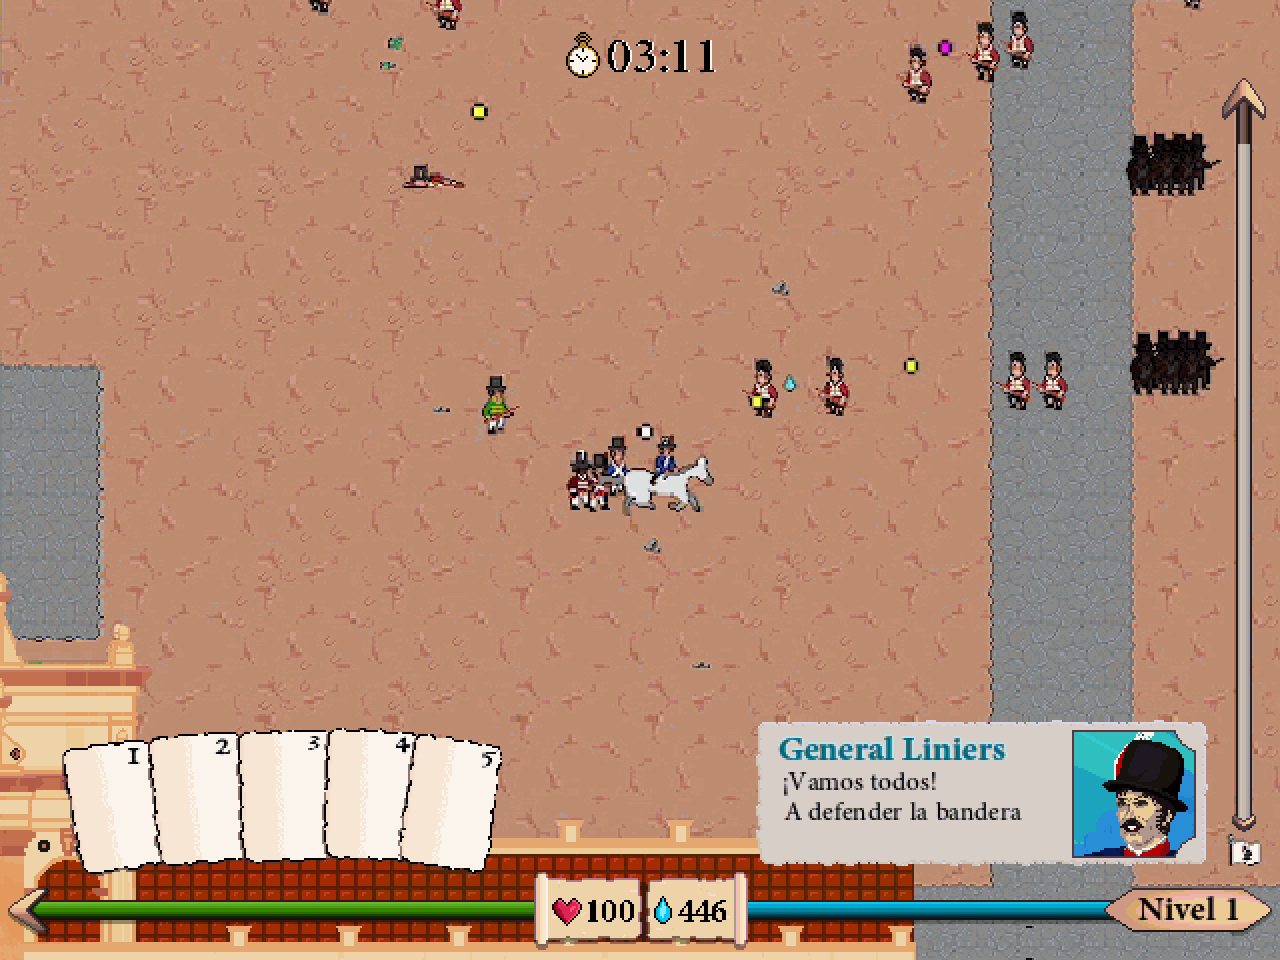 03:11
1
2
3
4
5
General Liniers
¡Vamos todos!
A defender la bandera
100
446
Nivel 1